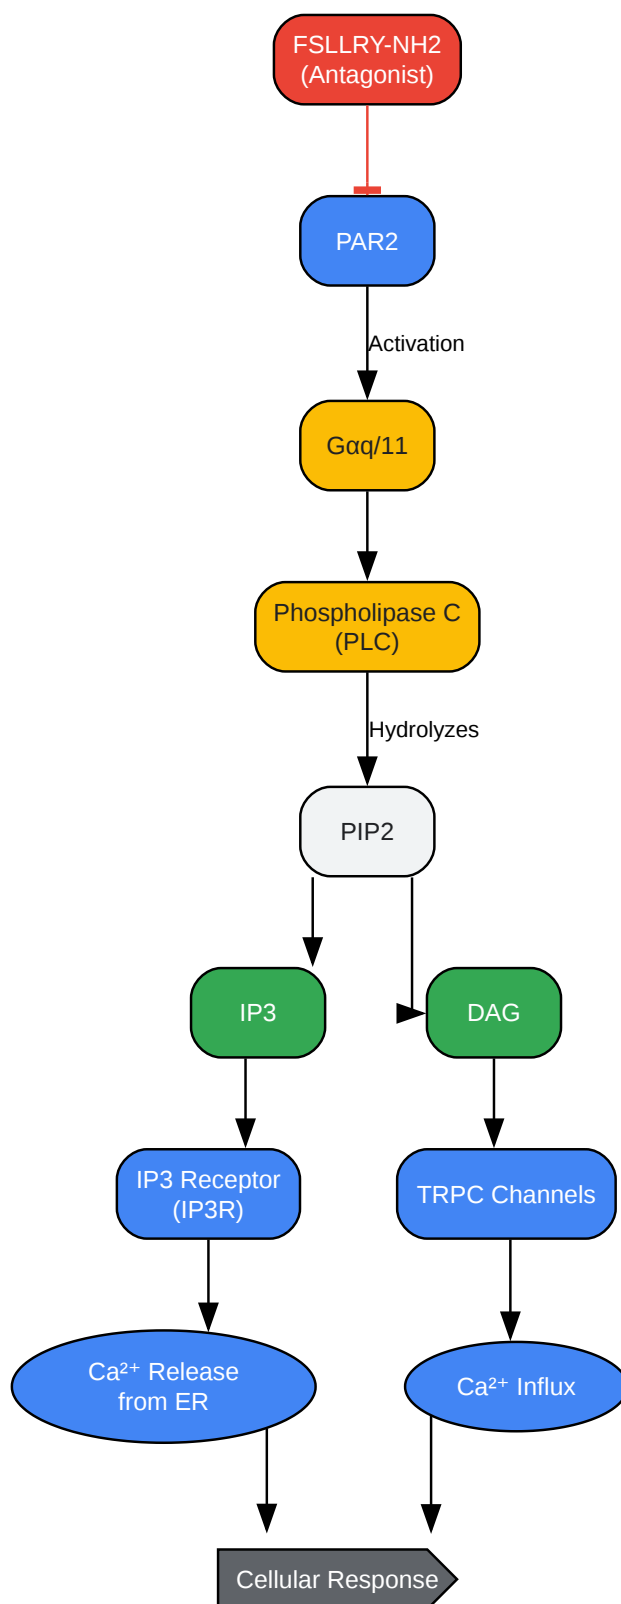 FSLLRY-NH2
(Antagonist)
PAR2
Activation
Gαq/11
Phospholipase C
(PLC)
Hydrolyzes
PIP2
IP3
DAG
IP3 Receptor
(IP3R)
TRPC Channels
Ca²⁺ Release
from ER
Ca²⁺ Influx
Cellular Response